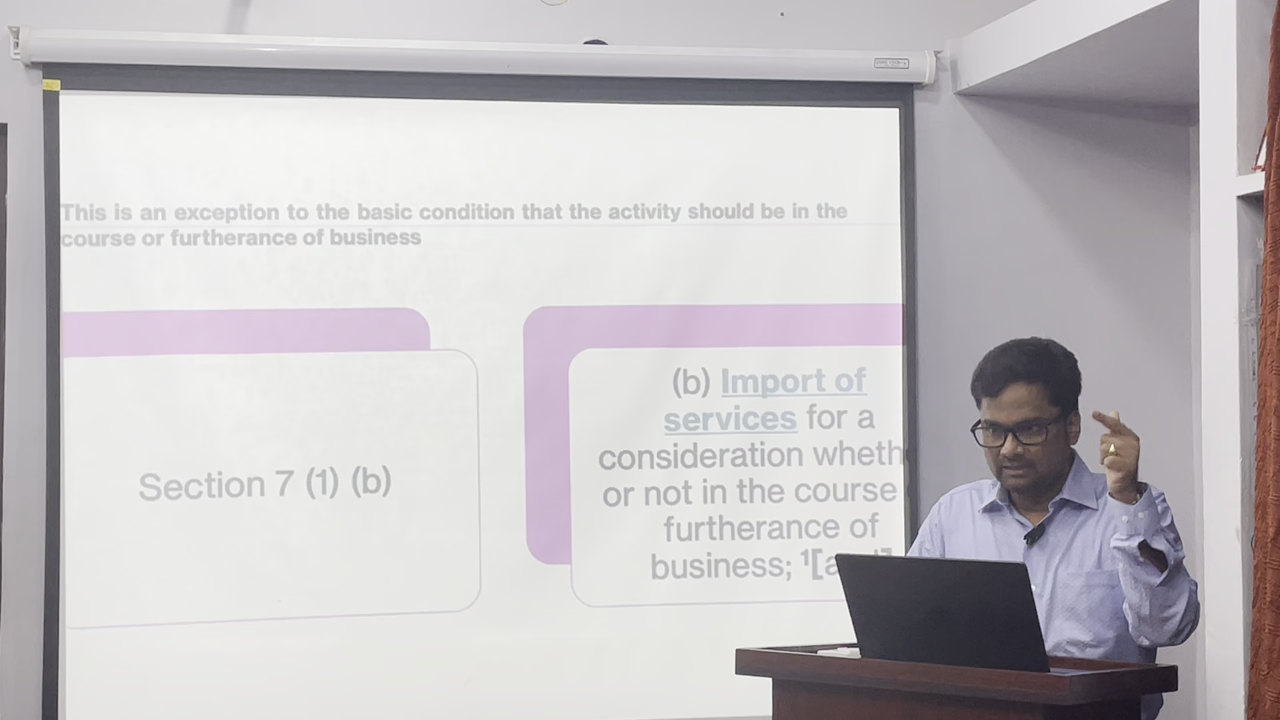 This is an exception to the basic condition that the activity should be in the
course or furtherance of business
Section 7 (1) (b)
(b) Import of
services for a
consideration wheth
or not in the course
furtherance of
business; ¹[a